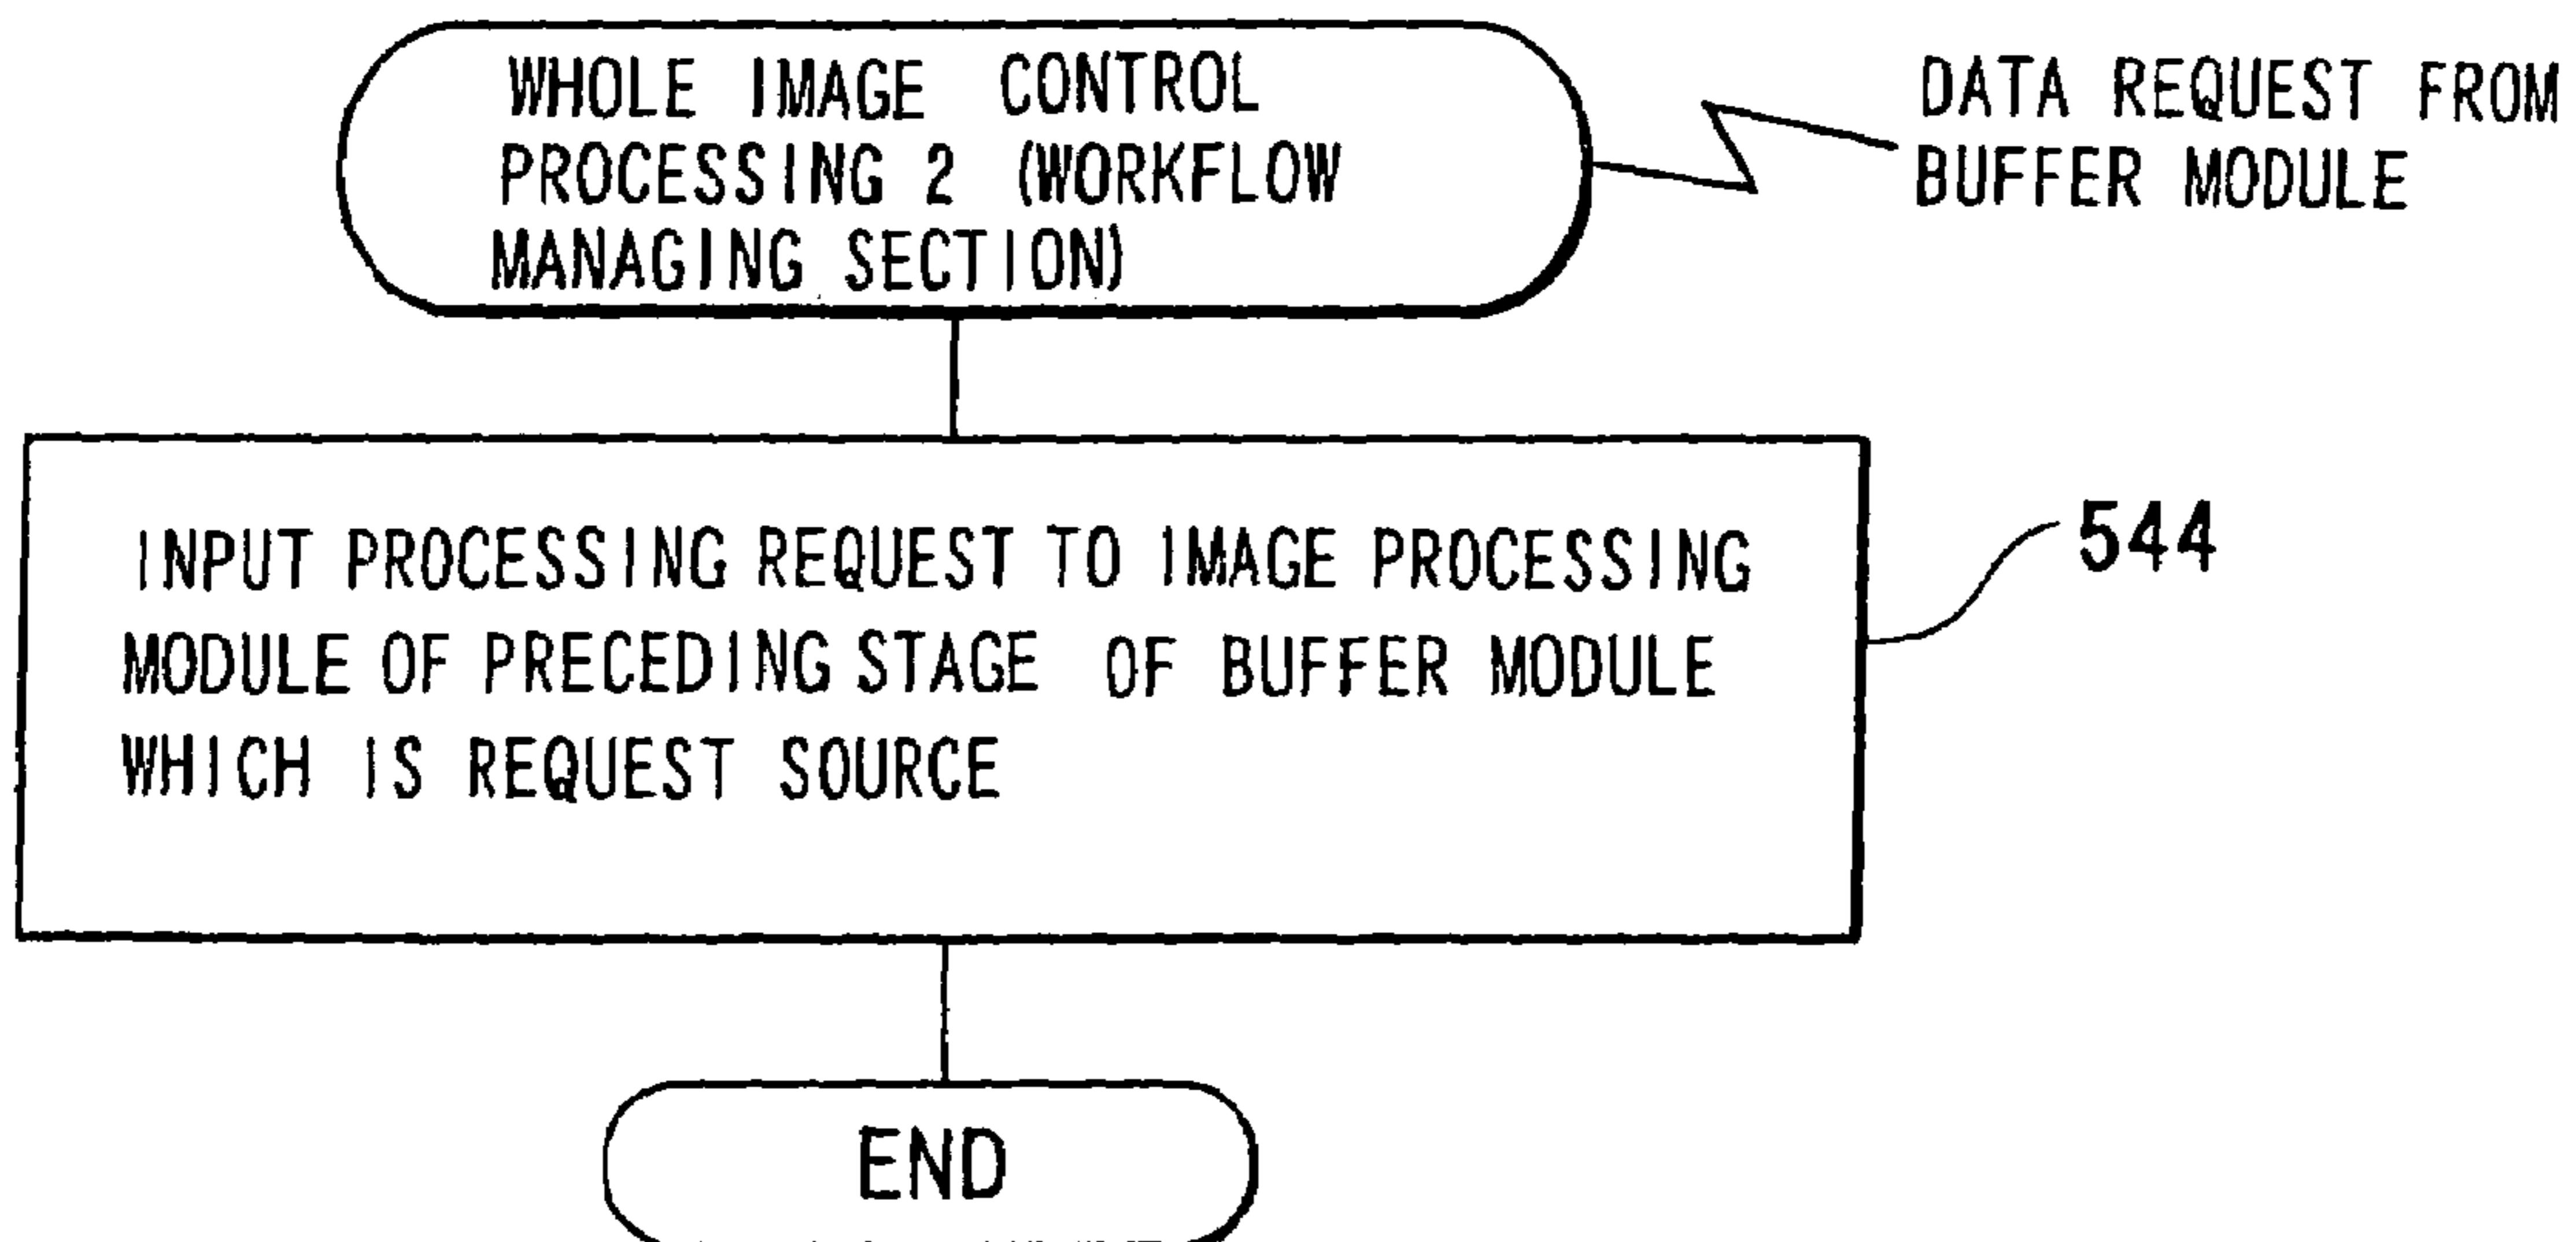 WHOLE IMAGE CONTROL
PROCESSING 2 (WORKFLOW
MANAGING SECTION)
DATA REQUEST FROM
BUFFER MODULE
INPUT PROCESSING REQUEST TO IMAGE PROCESSING
MODULE OF PRECEDING STAGE OF BUFFER MODULE
WHICH IS REQUEST SOURCE
544
END